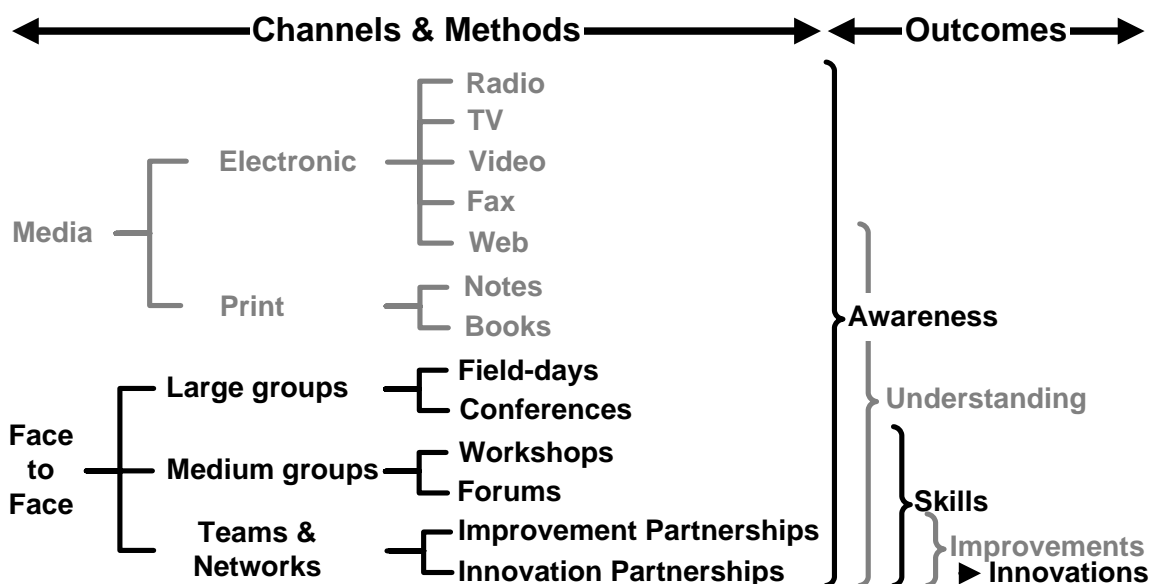 Channels & Methods
Outcomes
Radio
TV
Electronic
Video
Fax
Media
Web
Notes
Print
Books
Awareness
Field-days
Large groups
Conferences
Understanding
Face
to
Face
Workshops
Medium groups
Forums
Skills
Teams &
Networks
Improvement Partnerships
Improvements
Innovation Partnerships
Innovations